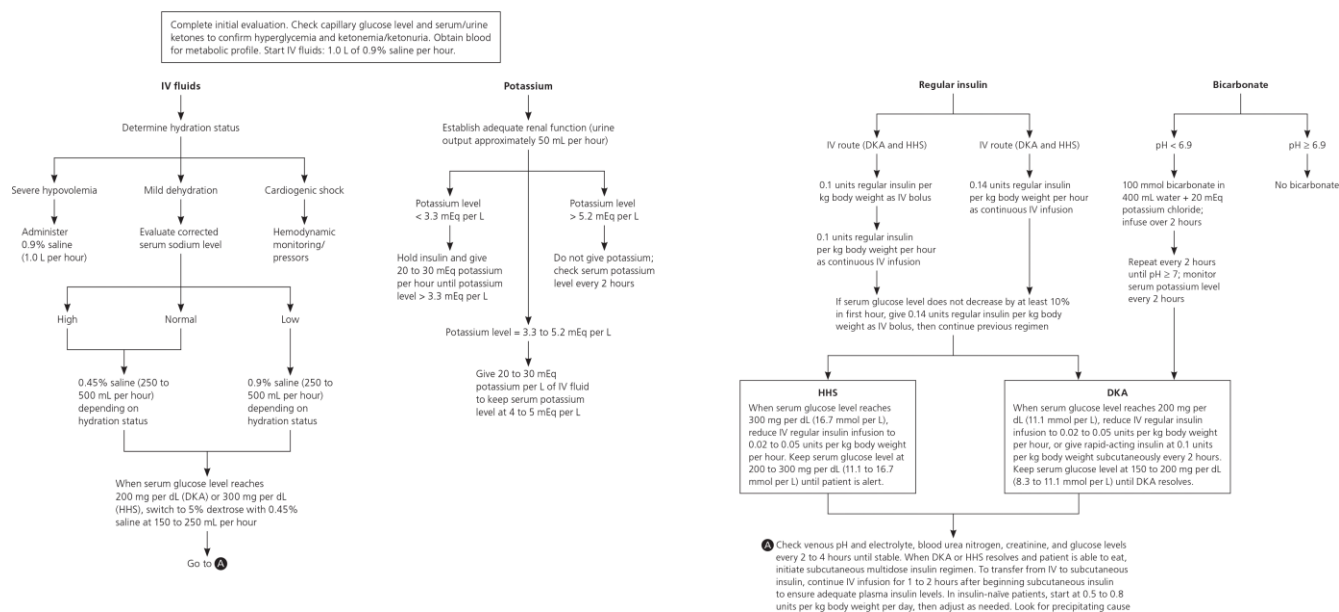 Complete initial evaluation. Check capillary glucose level and serum/urine
ketones to confirm hyperglycemia and ketonemia/ketonuria. Obtain blood
for metabolic profile. Start IV fluids: 1.0 L of 0.9% saline per hour.
IV fluids
Determine hydration status
Severe hypovolemia
Administer
0.9% saline
(1.0 L per hour)
Mild dehydration
Evaluate corrected
serum sodium level
Cardiogenic shock
Hemodynamic
monitoring/
pressors
High
Normal
Low
0.45% saline (250 to
500 mL per hour)
depending on
hydration status
0.9% saline (250 to
500 mL per hour)
depending on
hydration status
When serum glucose level reaches
200 mg per dL (DKA) or 300 mg per dL
(HHS), switch to 5% dextrose with 0.45%
saline at 150 to 250 mL per hour
Go to A
Potassium
Establish adequate renal function (urine
output approximately 50 mL per hour)
Potassium level
< 3.3 mEq per L
Hold insulin and give
20 to 30 mEq potassium
per hour until potassium
level > 3.3 mEq per L
Potassium level
> 5.2 mEq per L
Do not give potassium;
check serum potassium
level every 2 hours
Potassium level = 3.3 to 5.2 mEq per L
Give 20 to 30 mEq
potassium per L of IV fluid
to keep serum potassium
level at 4 to 5 mEq per L
Regular insulin
IV route (DKA and HHS)
0.1 units regular insulin per
kg body weight as IV bolus
0.1 units regular insulin
per kg body weight per hour
as continuous IV infusion
IV route (DKA and HHS)
0.14 units regular insulin
per kg body weight per hour
as continuous IV infusion
If serum glucose level does not decrease by at least 10%
in first hour, give 0.14 units regular insulin per kg body
weight as IV bolus, then continue previous regimen
Bicarbonate
pH < 6.9
100 mmol bicarbonate in
400 mL water + 20 mEq
potassium chloride;
infuse over 2 hours
Repeat every 2 hours
until pH ≥ 7; monitor
serum potassium level
every 2 hours
pH ≥ 6.9
No bicarbonate
HHS
When serum glucose level reaches
300 mg per dL (16.7 mmol per L),
reduce IV regular insulin infusion to
0.02 to 0.05 units per kg body weight
per hour. Keep serum glucose level at
200 to 300 mg per dL (11.1 to 16.7
mmol per L) until patient is alert.
DKA
When serum glucose level reaches 200 mg per
dL (11.1 mmol per L), reduce IV regular insulin
infusion to 0.02 to 0.05 units per kg body weight
per hour, or give rapid-acting insulin at 0.1 units
per kg body weight subcutaneously every 2 hours.
Keep serum glucose level at 150 to 200 mg per dL
(8.3 to 11.1 mmol per L) until DKA resolves.
A Check venous pH and electrolyte, blood urea nitrogen, creatinine, and glucose levels
every 2 to 4 hours until stable. When DKA or HHS resolves and patient is able to eat,
initiate subcutaneous multidose insulin regimen. To transfer from IV to subcutaneous
insulin, continue IV infusion for 1 to 2 hours after beginning subcutaneous insulin
to ensure adequate plasma insulin levels. In insulin-naïve patients, start at 0.5 to 0.8
units per kg body weight per day, then adjust as needed. Look for precipitating cause